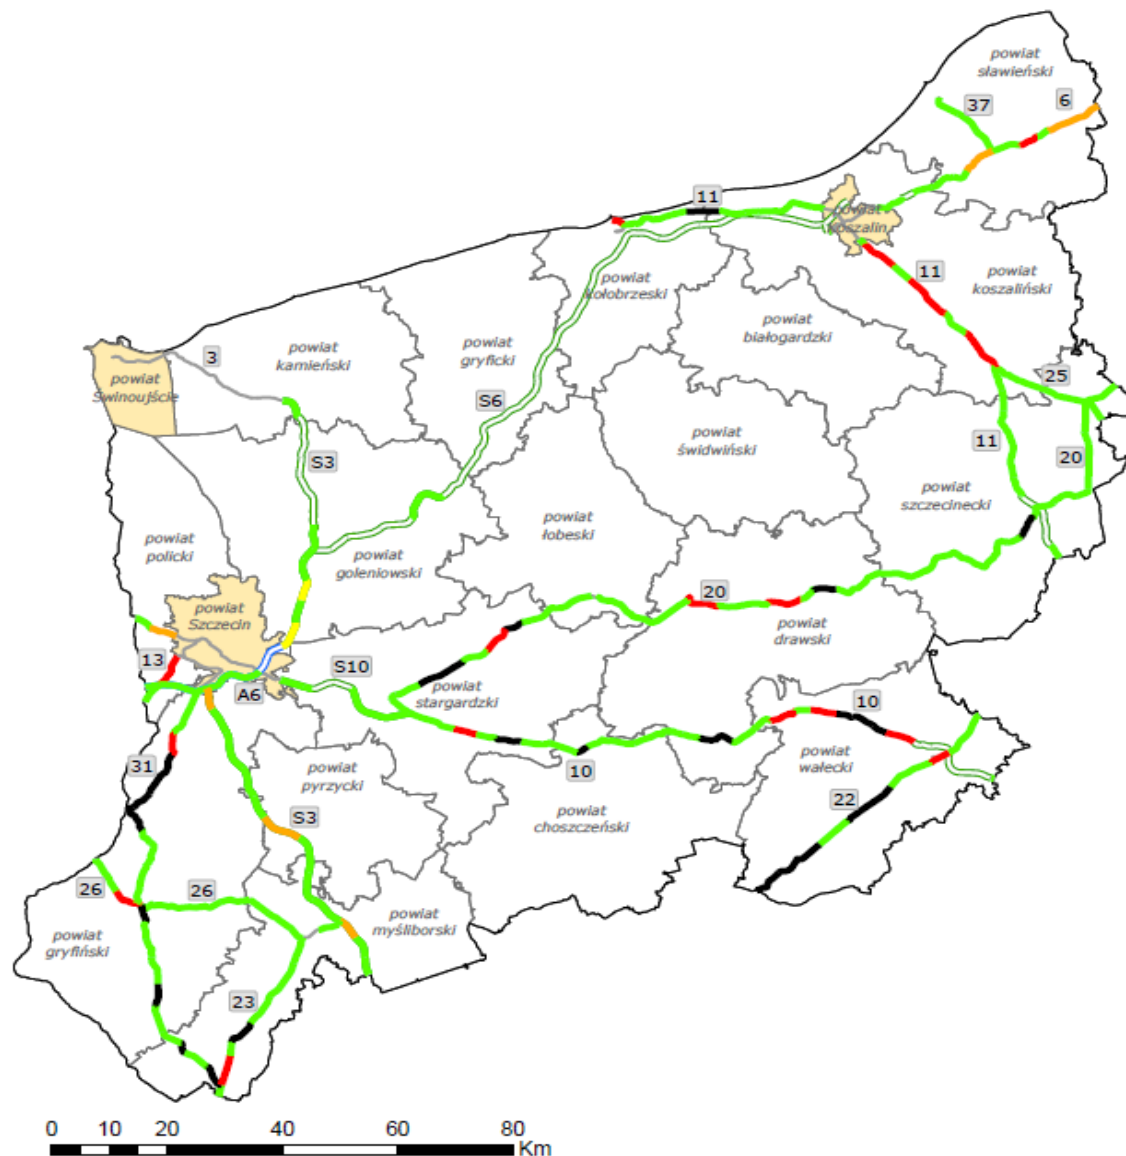 powiat
sławieński
37
6
11
powiat
Koszalin
11
powiat
koszaliński
powiat
kołobrzeski
powiat
białogardzki
3
powiat
kamieński
powiat
gryficki
powiat
Świnoujście
S6
25
S3
powiat
świdwiński
11
20
powiat
szczecinecki
powiat
policki
powiat
goleniowski
powiat
łobeski
powiat
Szczecin
20
powiat
drawski
13
S10
A6
powiat
stargardzki
10
31
10
powiat
wałecki
powiat
pyrzycki
22
S3
powiat
choszczeński
26
26
powiat
myśliborski
powiat
gryfiński
23
0 10 20 40 60 80
Km